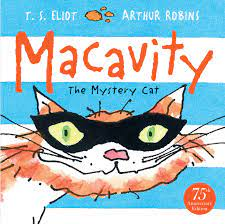 T. S. ELIOT ARTHUR ROBINS
Macavity
The Mystery Cat
75th
Anniversary
Edition